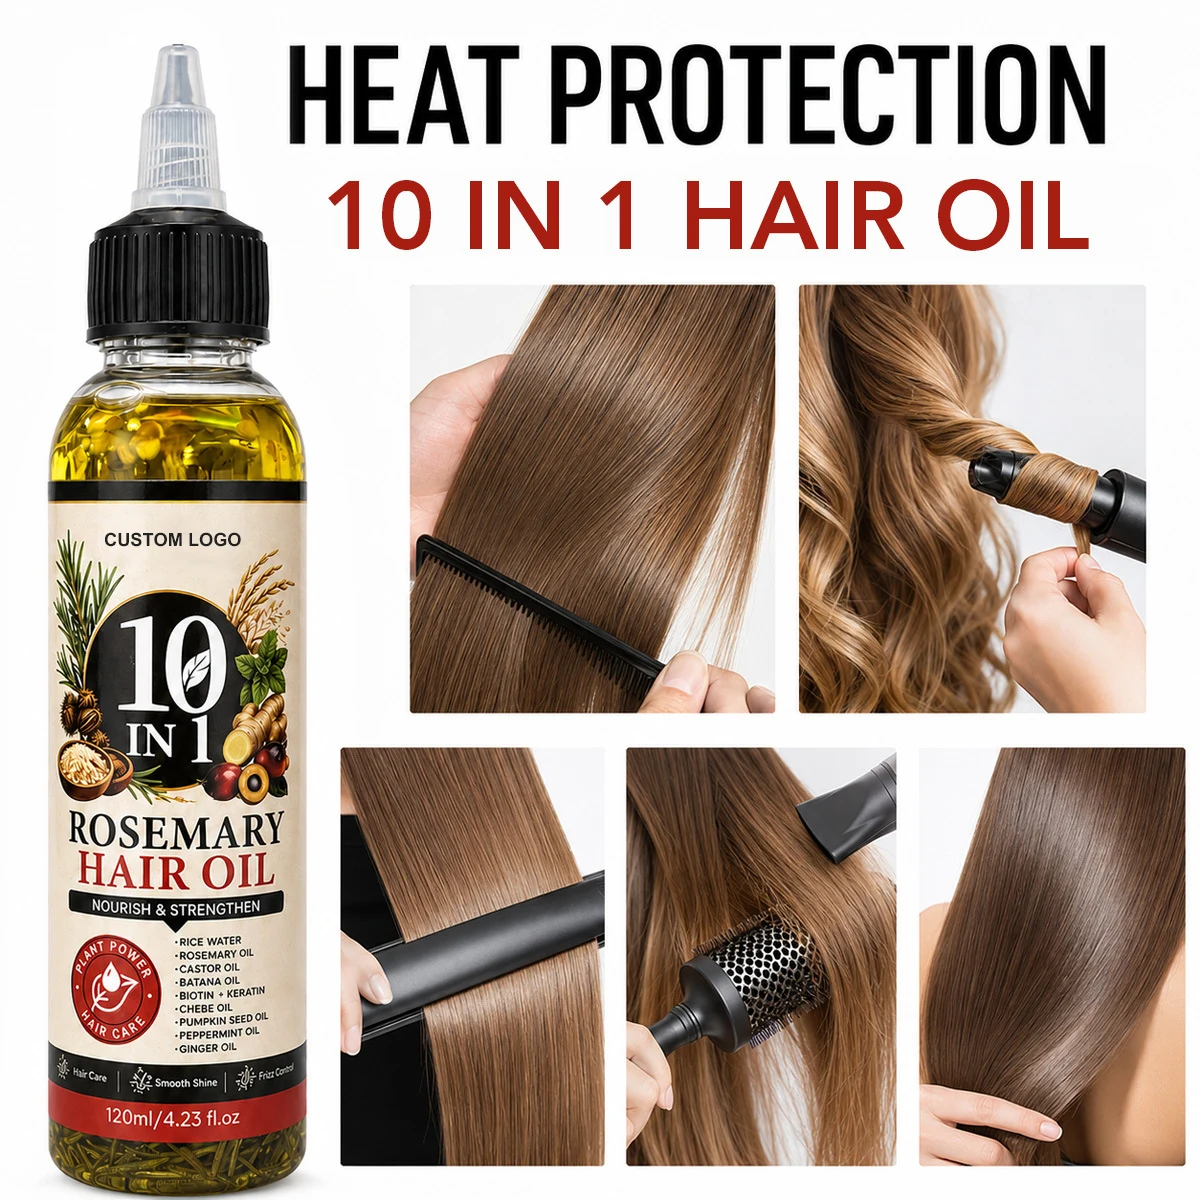 HEAT PROTECTION
10 IN 1 HAIR OIL
CUSTOM LOGO
10
IN 1
ROSEMARY
HAIR OIL
NOURISH & STRENGTHEN
PLANT POWER
HAIR CARE
• RICE WATER
• ROSEMARY OIL
• CASTOR OIL
• BATANA OIL
• BIOTIN + KERATIN
• CHEBE OIL
• PUMPKIN SEED OIL
• PEPPERMINT OIL
• GINGER OIL
Hair Care | Smooth Shine | Frizz Control
120ml/4.23 fl.oz